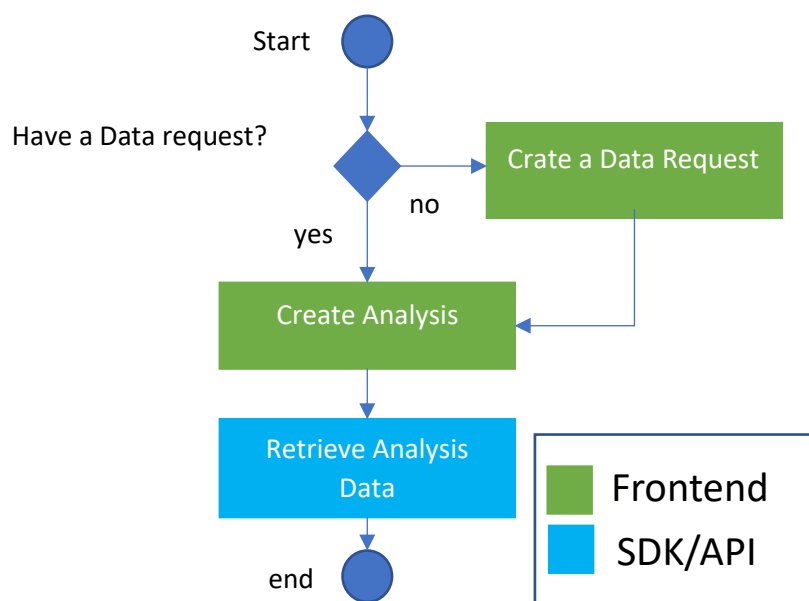 Start
Have a Data request?
Crate a Data Request
no
yes
Create Analysis
Retrieve Analysis
Data
Frontend
SDK/API
end